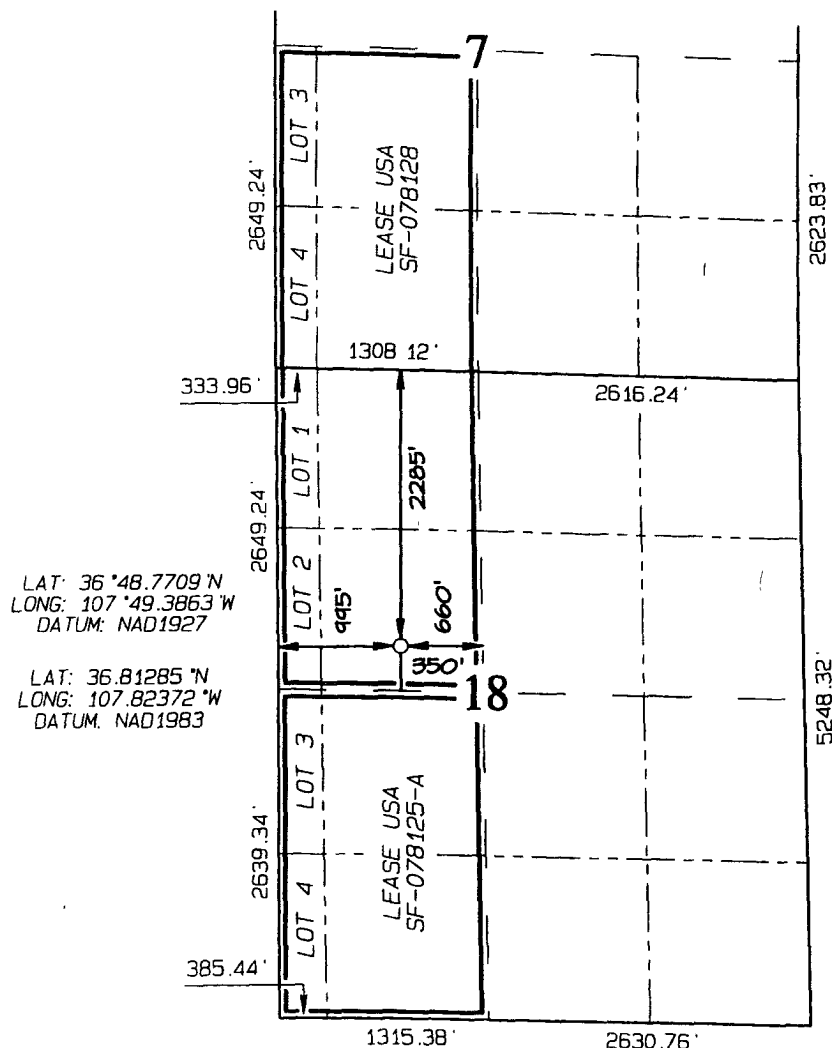 7
LOT 3
LEASE USA
SF-078128
2649.24'
2623.83'
LOT 4
1308 12'
333.96'
2616.24'
LOT 1
2285'
2649.24'
LOT 2
LAT: 36 °48.7709'N
LONG: 107 °49.3863'W
DATUM: NAD1927
995'
660'
350'
LAT: 36.81285 °N
LONG: 107.82372 °W
DATUM. NAD1983
18
5248.32'
LOT 3
LEASE USA
SF-078125-A
2639.34'
LOT 4
385.44'
1315.38'
2630.76'